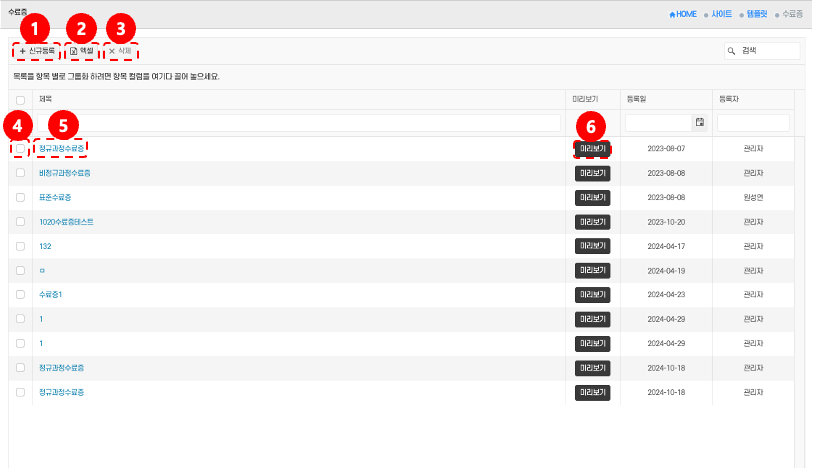 수료증
HOME 사이트 템플릿 수료증
1 2 3
신규등록 엑셀 삭제 검색
목록을 항목 별로 그룹화 하려면 항목 컬럼을 여기다 끌어 놓으세요.
제목 미리보기 등록일 등록자
4 5 6
정규과정수료증 미리보기 2023-08-07 관리자
비정규과정수료증 미리보기 2023-08-08 관리자
표준수료증 미리보기 2023-08-08 원성연
1020수료증테스트 미리보기 2023-10-20 관리자
132 미리보기 2024-04-17 관리자
ㅁ 미리보기 2024-04-19 관리자
수료증1 미리보기 2024-04-23 관리자
1 미리보기 2024-04-29 관리자
1 미리보기 2024-04-29 관리자
정규과정수료증 미리보기 2024-10-18 관리자
정규과정수료증 미리보기 2024-10-18 관리자